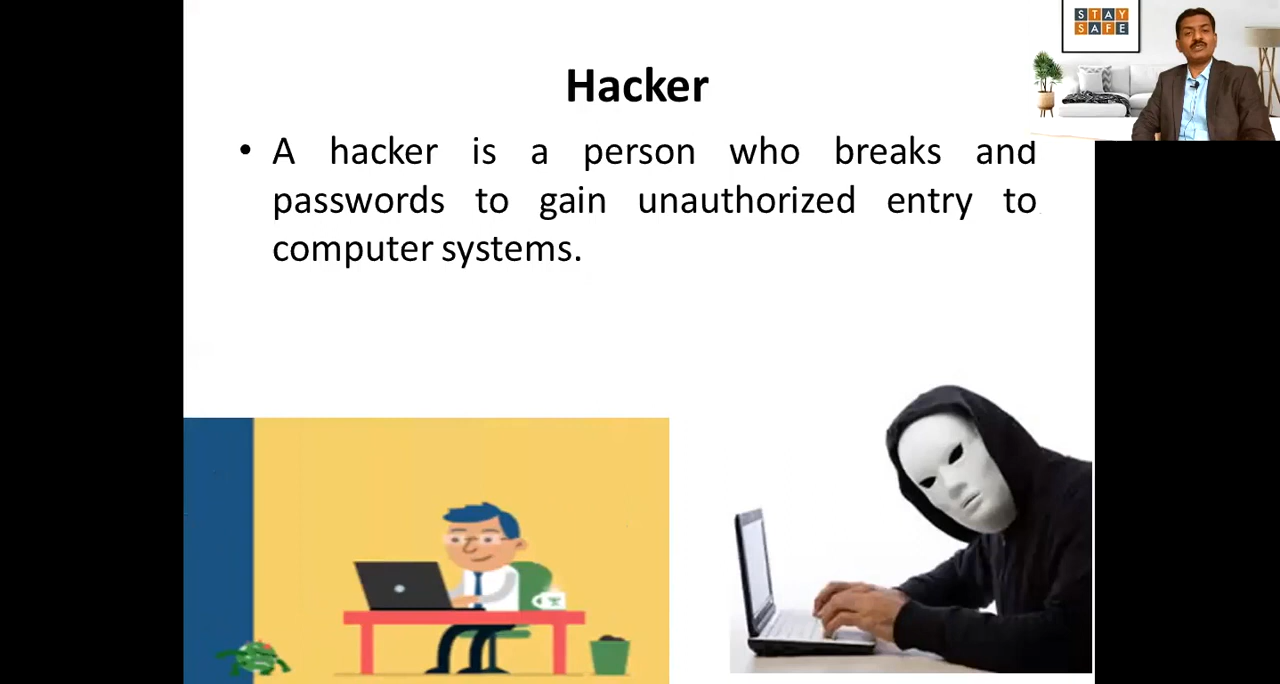 STAY
SAFE
Hacker
• A hacker is a person who breaks and
passwords to gain unauthorized entry to
computer systems.